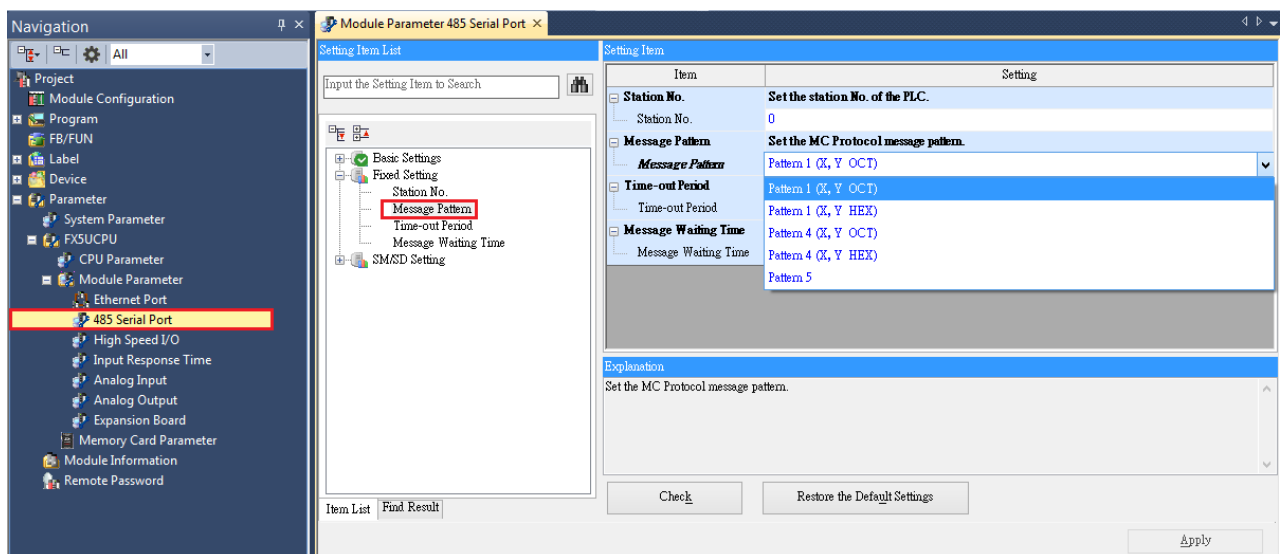 Navigation
All
Project
Module Configuration
Program
FB/FUN
Label
Device
Parameter
System Parameter
FX5UCPU
CPU Parameter
Module Parameter
Ethernet Port
485 Serial Port
High Speed I/O
Input Response Time
Analog Input
Analog Output
Expansion Board
Memory Card Parameter
Module Information
Remote Password
Module Parameter 485 Serial Port
Setting Item List
Input the Setting Item to Search
Basic Settings
Fixed Setting
Station No.
Message Pattern
Time-out Period
Message Waiting Time
SM/SD Setting
Item List Find Result
Setting Item
Item Setting
Station No. Set the station No. of the PLC.
Station No. 0
Message Pattern Set the MC Protocol message pattern.
Message Pattern Pattern 1 (X, Y OCT)
Time-out Period Pattern 1 (X, Y OCT)
Time-out Period Pattern 1 (X, Y HEX)
Message Waiting Time Pattern 4 (X, Y OCT)
Message Waiting Time Pattern 4 (X, Y HEX)
Pattern 5
Explanation
Set the MC Protocol message pattern.
Check Restore the Default Settings
Apply